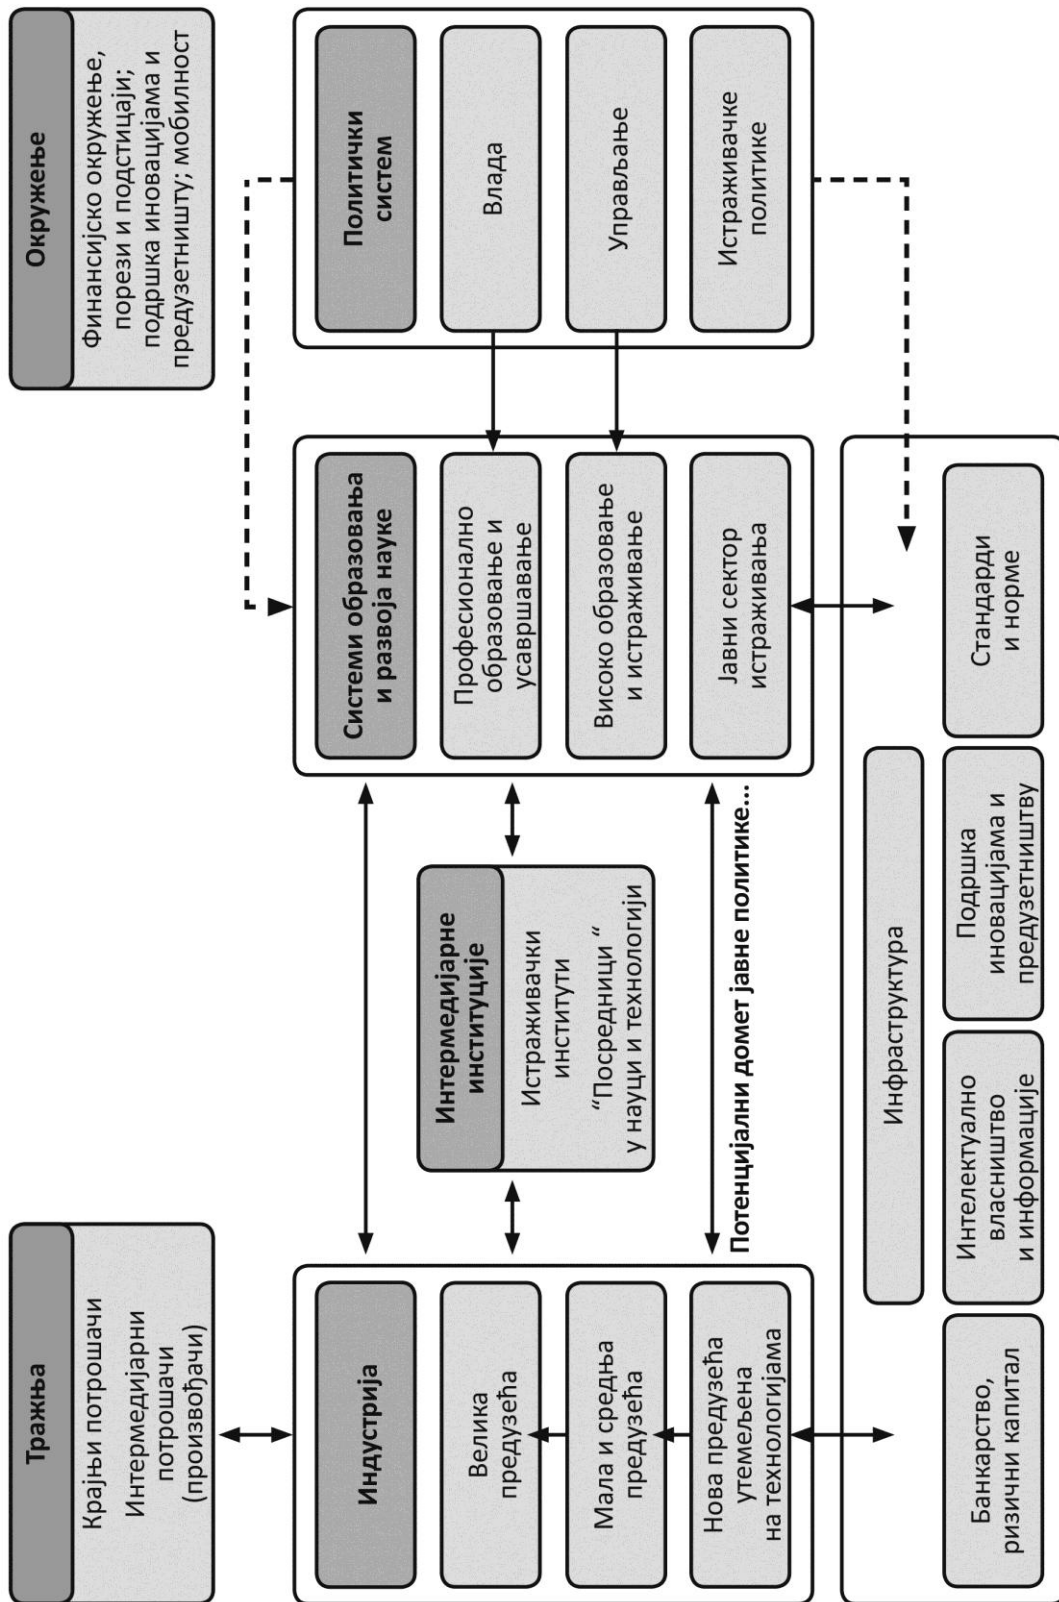 Тражња
Крајњи потрошачи
Интермедијарни
потрошачи
(произвођачи)
Окружење
Финансијско окружење,
порези и подстицаји;
подршка иновацијама и
предузетништу; мобилност
Индустрија
Велика
предузећа
Мала и средња
предузећа
Нова предузећа
утемељена
на технологијама
Интермедијарне
институције
Истраживачки
институти
“Посредници“
у науци и технологији
Потенцијални домет јавне политике...
Системи образовања
и развоја науке
Професионално
образовање и
усавршавање
Високо образовање
и истраживање
Јавни сектор
истраживања
Политички
систем
Влада
Управљање
Истраживачке
политике
Инфраструктура
Банкарство,
ризични капитал
Интелектуално
власништво
и информације
Подршка
иновацијама и
предузетништву
Стандарди
и норме